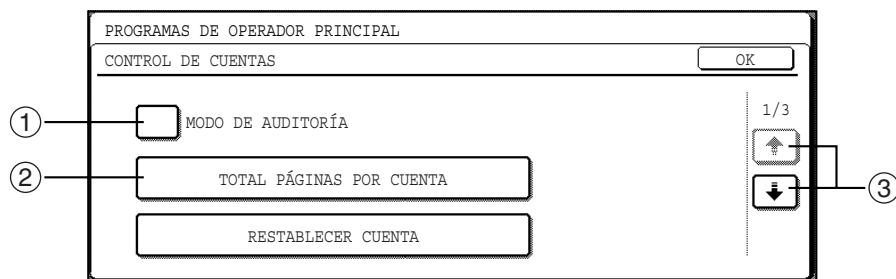 PROGRAMAS DE OPERADOR PRINCIPAL
CONTROL DE CUENTAS OK
1 MODO DE AUDITORÍA 1/3
2 TOTAL PÁGINAS POR CUENTA 3
RESTABLECER CUENTA